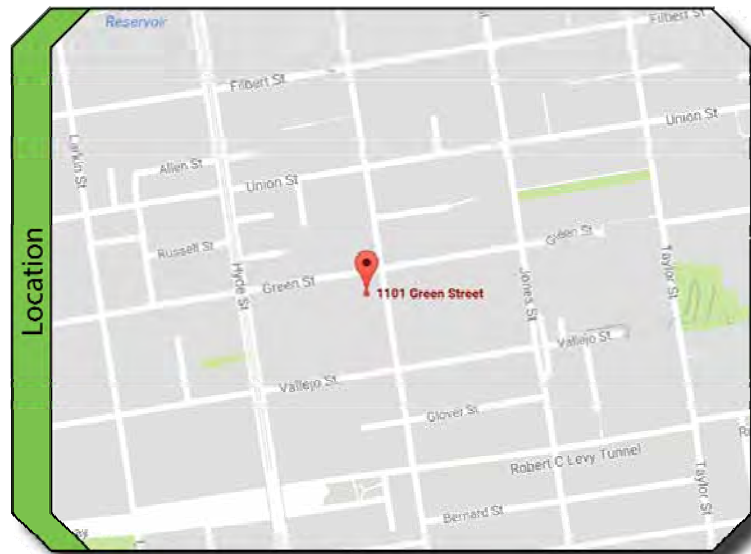 Location
Reservoir
Filbert St
Filbert St
Larkin St
Allen St
Union St
Union St
Russell St
Hyde St
Green St
Green St
1101 Green Street
Jones St
Taylor St
Vallejo St
Vallejo St
Glover St
Robert C Levy Tunnel
Bernard St
Taylor St